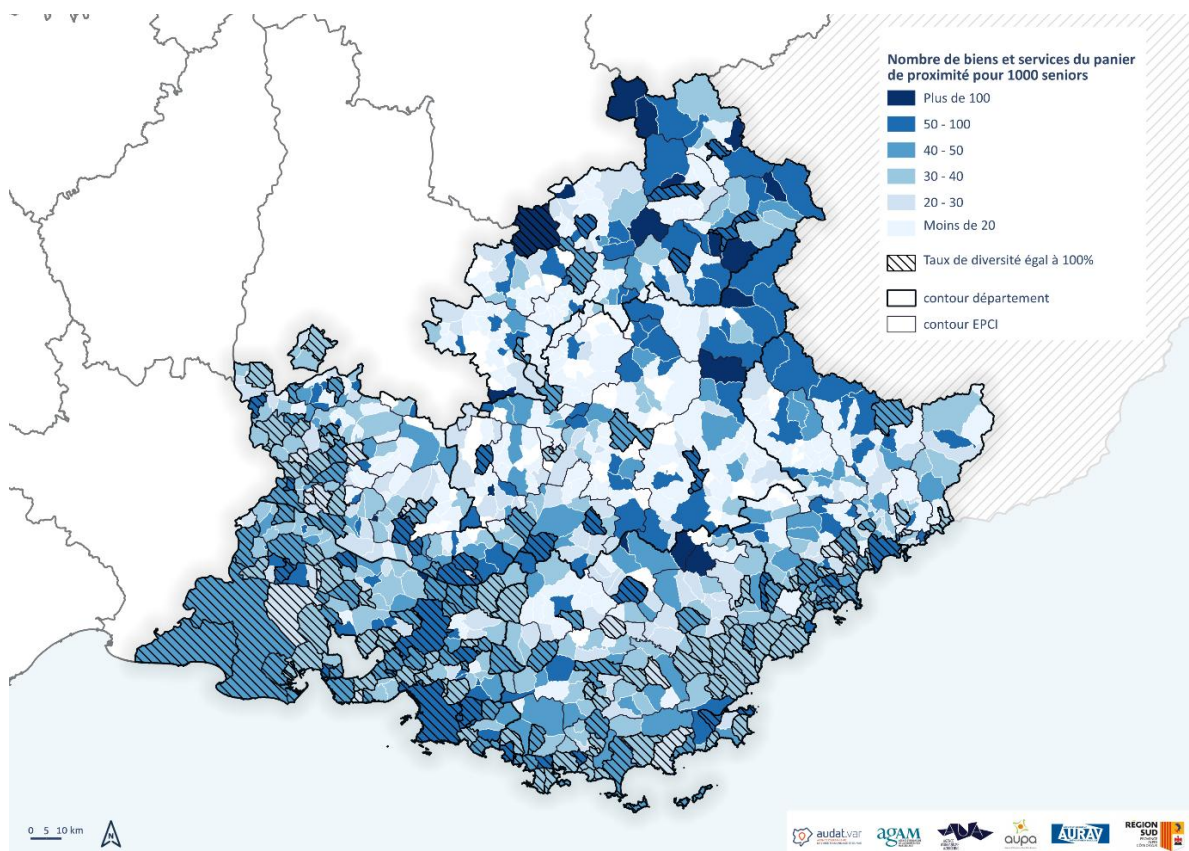 Nombre de biens et services du panier
de proximité pour 1000 seniors
Plus de 100
50 - 100
40 - 50
30 - 40
20 - 30
Moins de 20
Taux de diversité égal à 100%
contour département
contour EPCI
0 5 10 km
N
audat.var
agam
aupa
AURAV
RÉGION
SUD